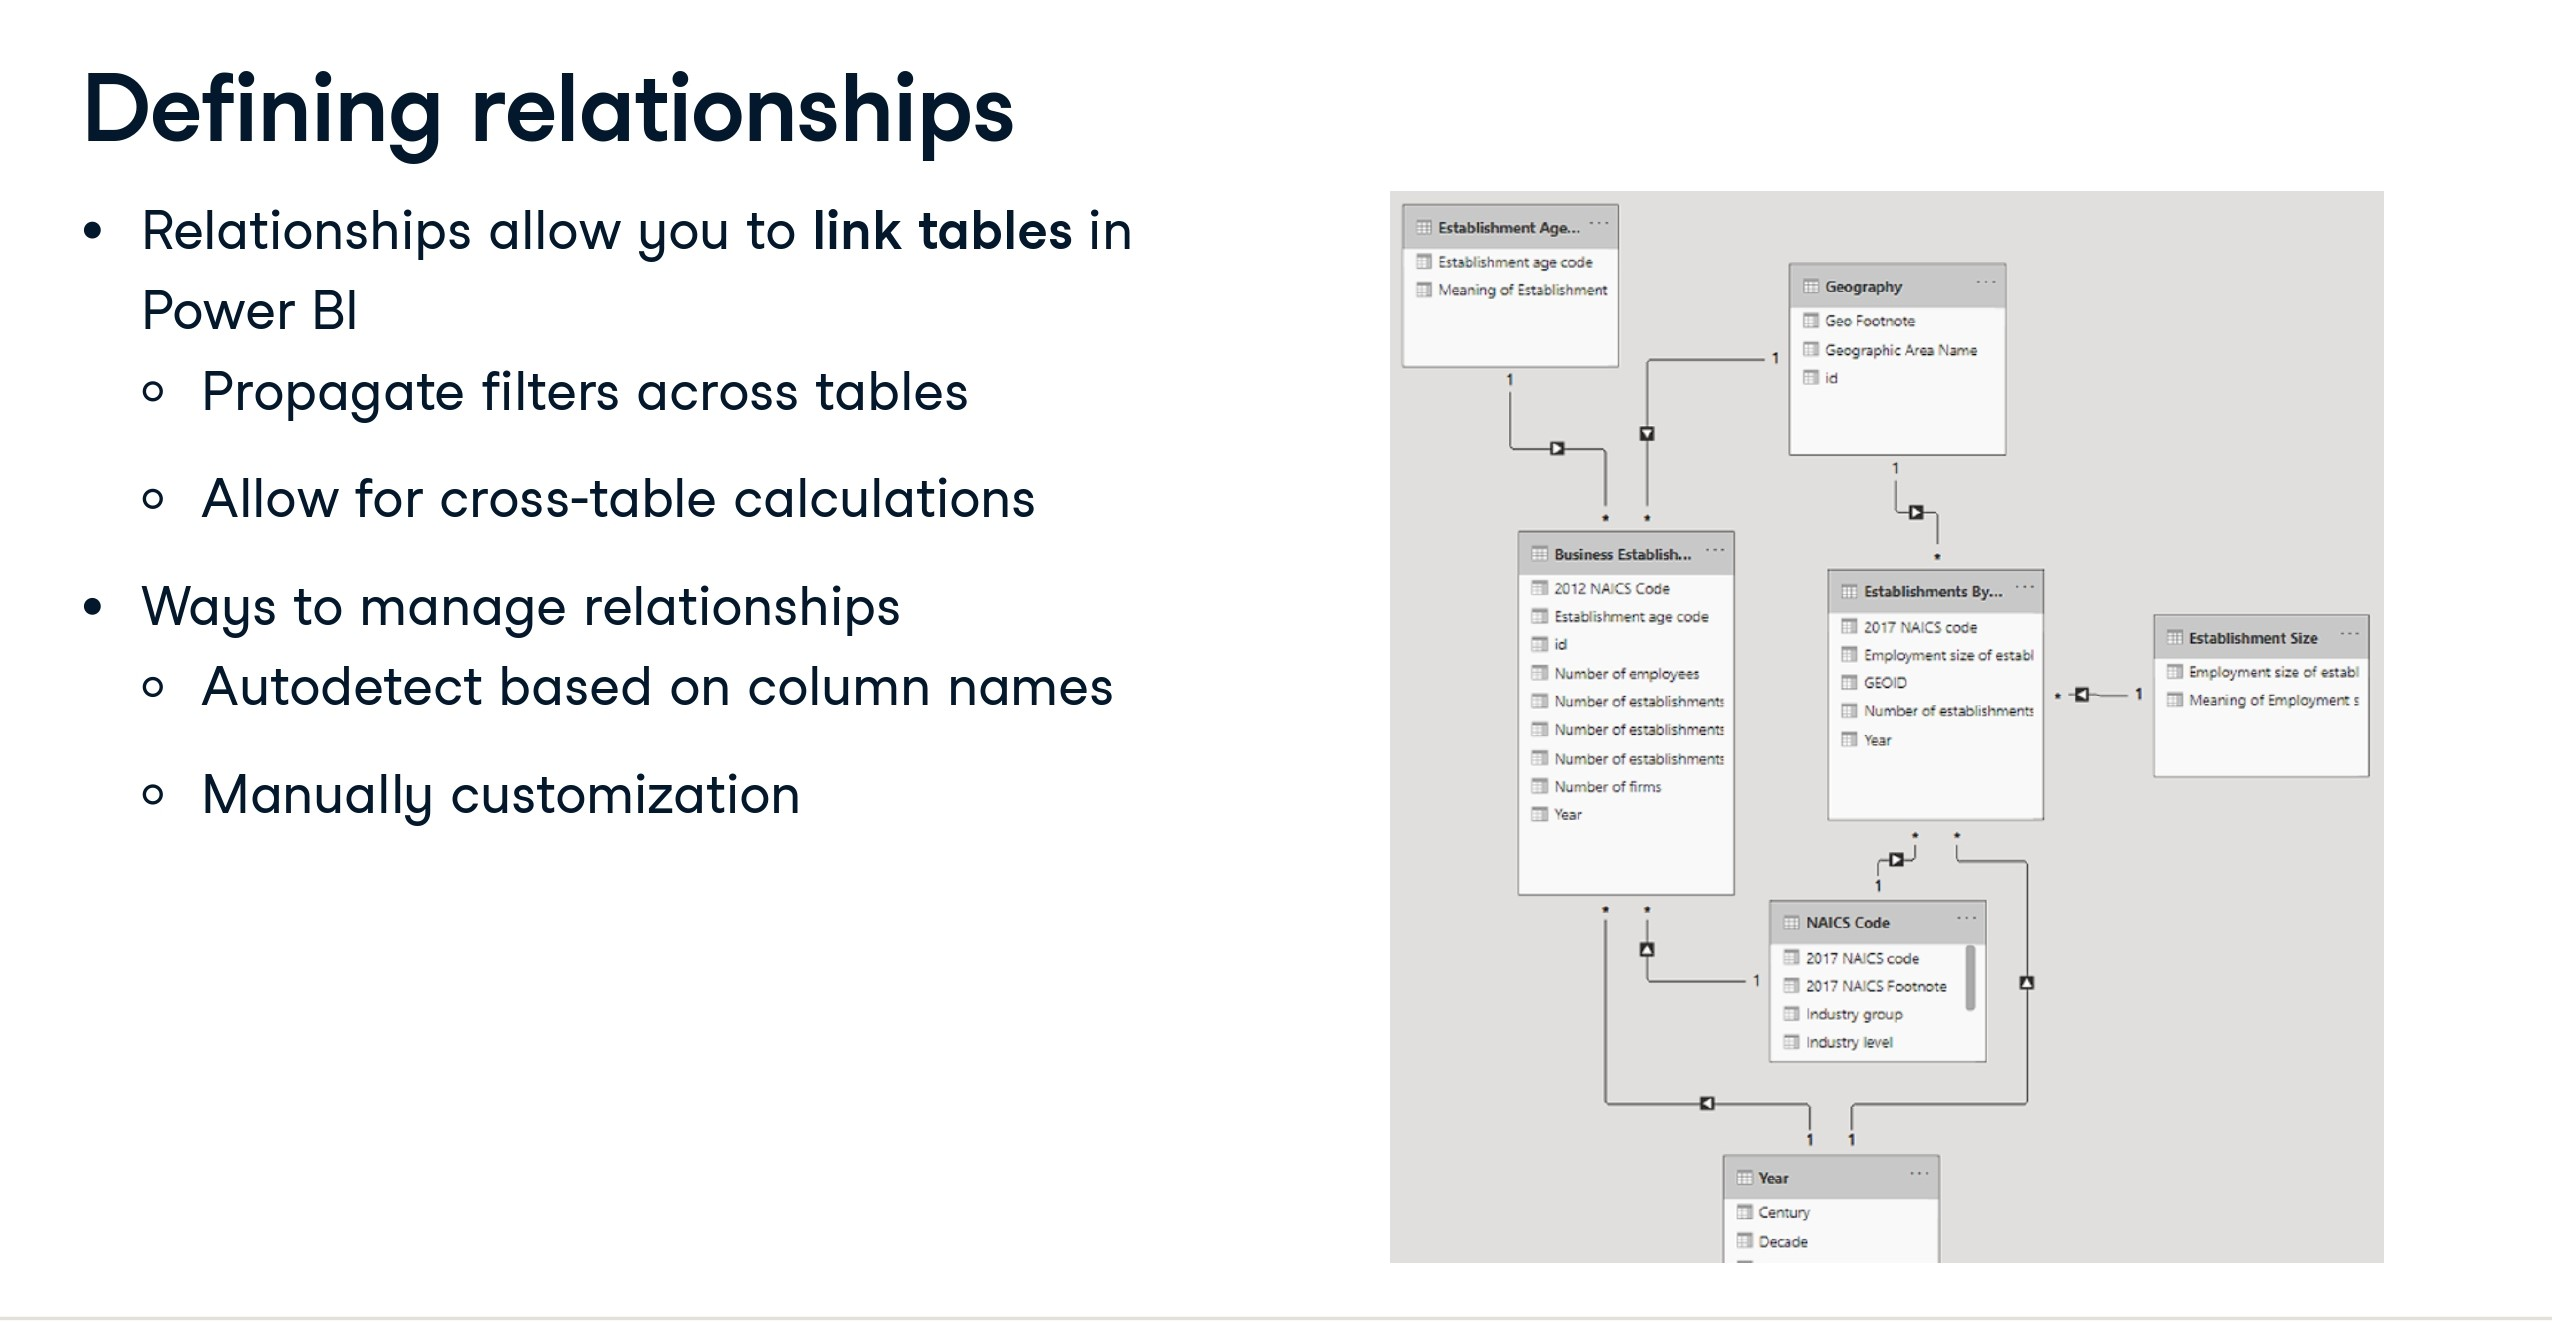 Defining relationships
• Relationships allow you to link tables in
Power BI
Propagate filters across tables
Allow for cross-table calculations
• Ways to manage relationships
Autodetect based on column names
Manually customization
Establishment Age... ...
Establishment age code
Meaning of Establishment
1
Geography ...
Geo Footnote
Geographic Area Name
id
1
1
* *
*
Business Establish... ...
2012 NAICS Code
Establishment age code
id
Number of employees
Number of establishments
Number of establishments
Number of establishments
Number of firms
Year
Establishments By... ...
2017 NAICS code
Employment size of establ
GEOID
Number of establishments
Year
* 1
Establishment Size ...
Employment size of establ
Meaning of Employment s
* *
1
* *
1
NAICS Code ...
2017 NAICS code
2017 NAICS Footnote
Industry group
Industry level
1 1
Year ...
Century
Decade